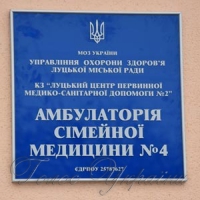 МОЗ УКРАЇНИ
УПРАВЛІННЯ ОХОРОНИ ЗДОРОВ'Я
ЛУЦЬКОЇ МІСЬКОЇ РАДИ
КЗ "ЛУЦЬКИЙ ЦЕНТР ПЕРВИННОЇ
МЕДИКО-САНІТАРНОЇ ДОПОМОГИ №2"
АМБУЛАТОРІЯ
СІМЕЙНОЇ
МЕДИЦИНИ №4
ЄДРПОУ